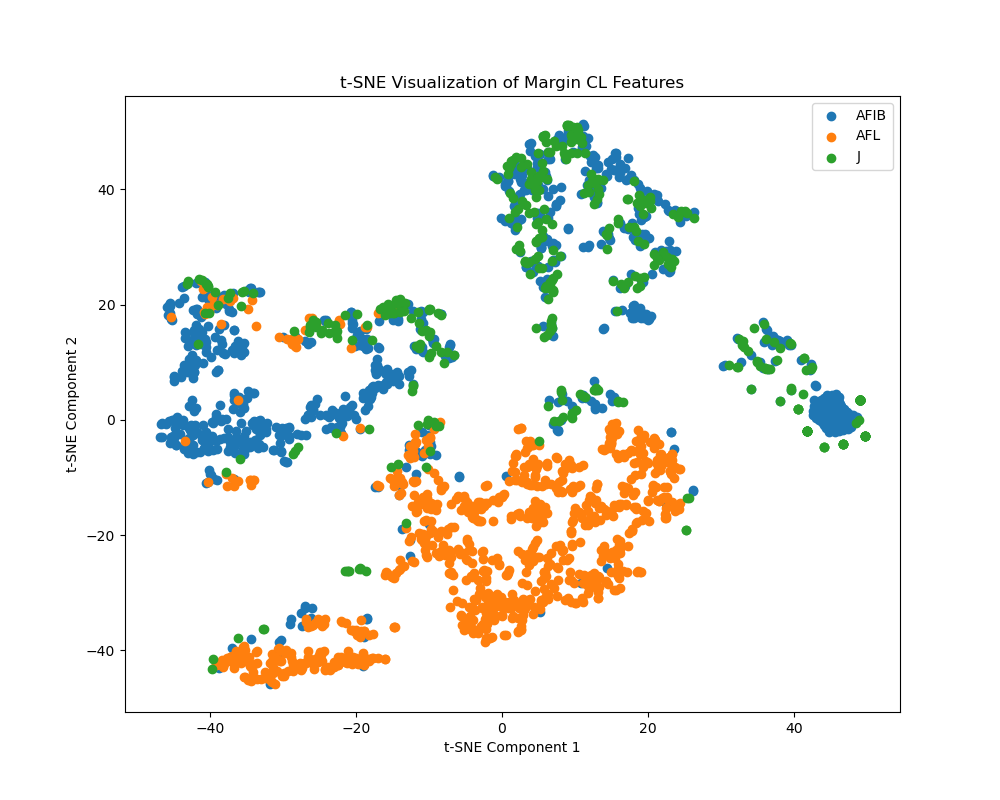 t-SNE Visualization of Margin CL Features
AFIB
AFL
J
40
20
0
−20
−40
t-SNE Component 2
−40
−20
0
20
40
t-SNE Component 1